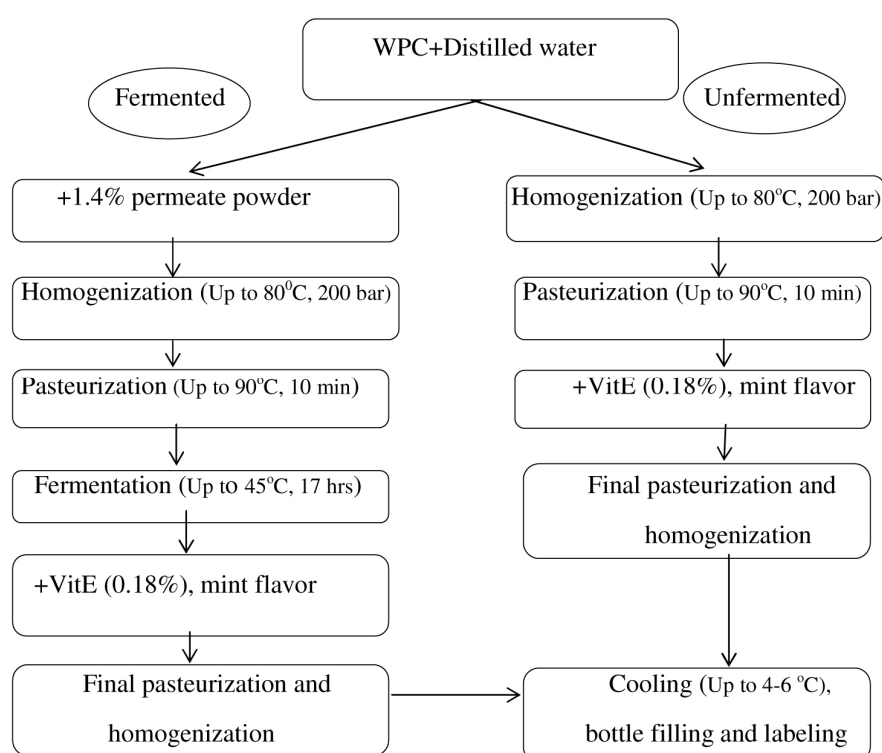 WPC+Distilled water
Fermented
Unfermented
+1.4% permeate powder
Homogenization (Up to 80⁰C, 200 bar)
Pasteurization (Up to 90°C, 10 min)
Fermentation (Up to 45°C, 17 hrs)
+VitE (0.18%), mint flavor
Final pasteurization and
homogenization
Homogenization (Up to 80°C, 200 bar)
Pasteurization (Up to 90°C, 10 min)
+VitE (0.18%), mint flavor
Final pasteurization and
homogenization
Cooling (Up to 4-6 °C),
bottle filling and labeling